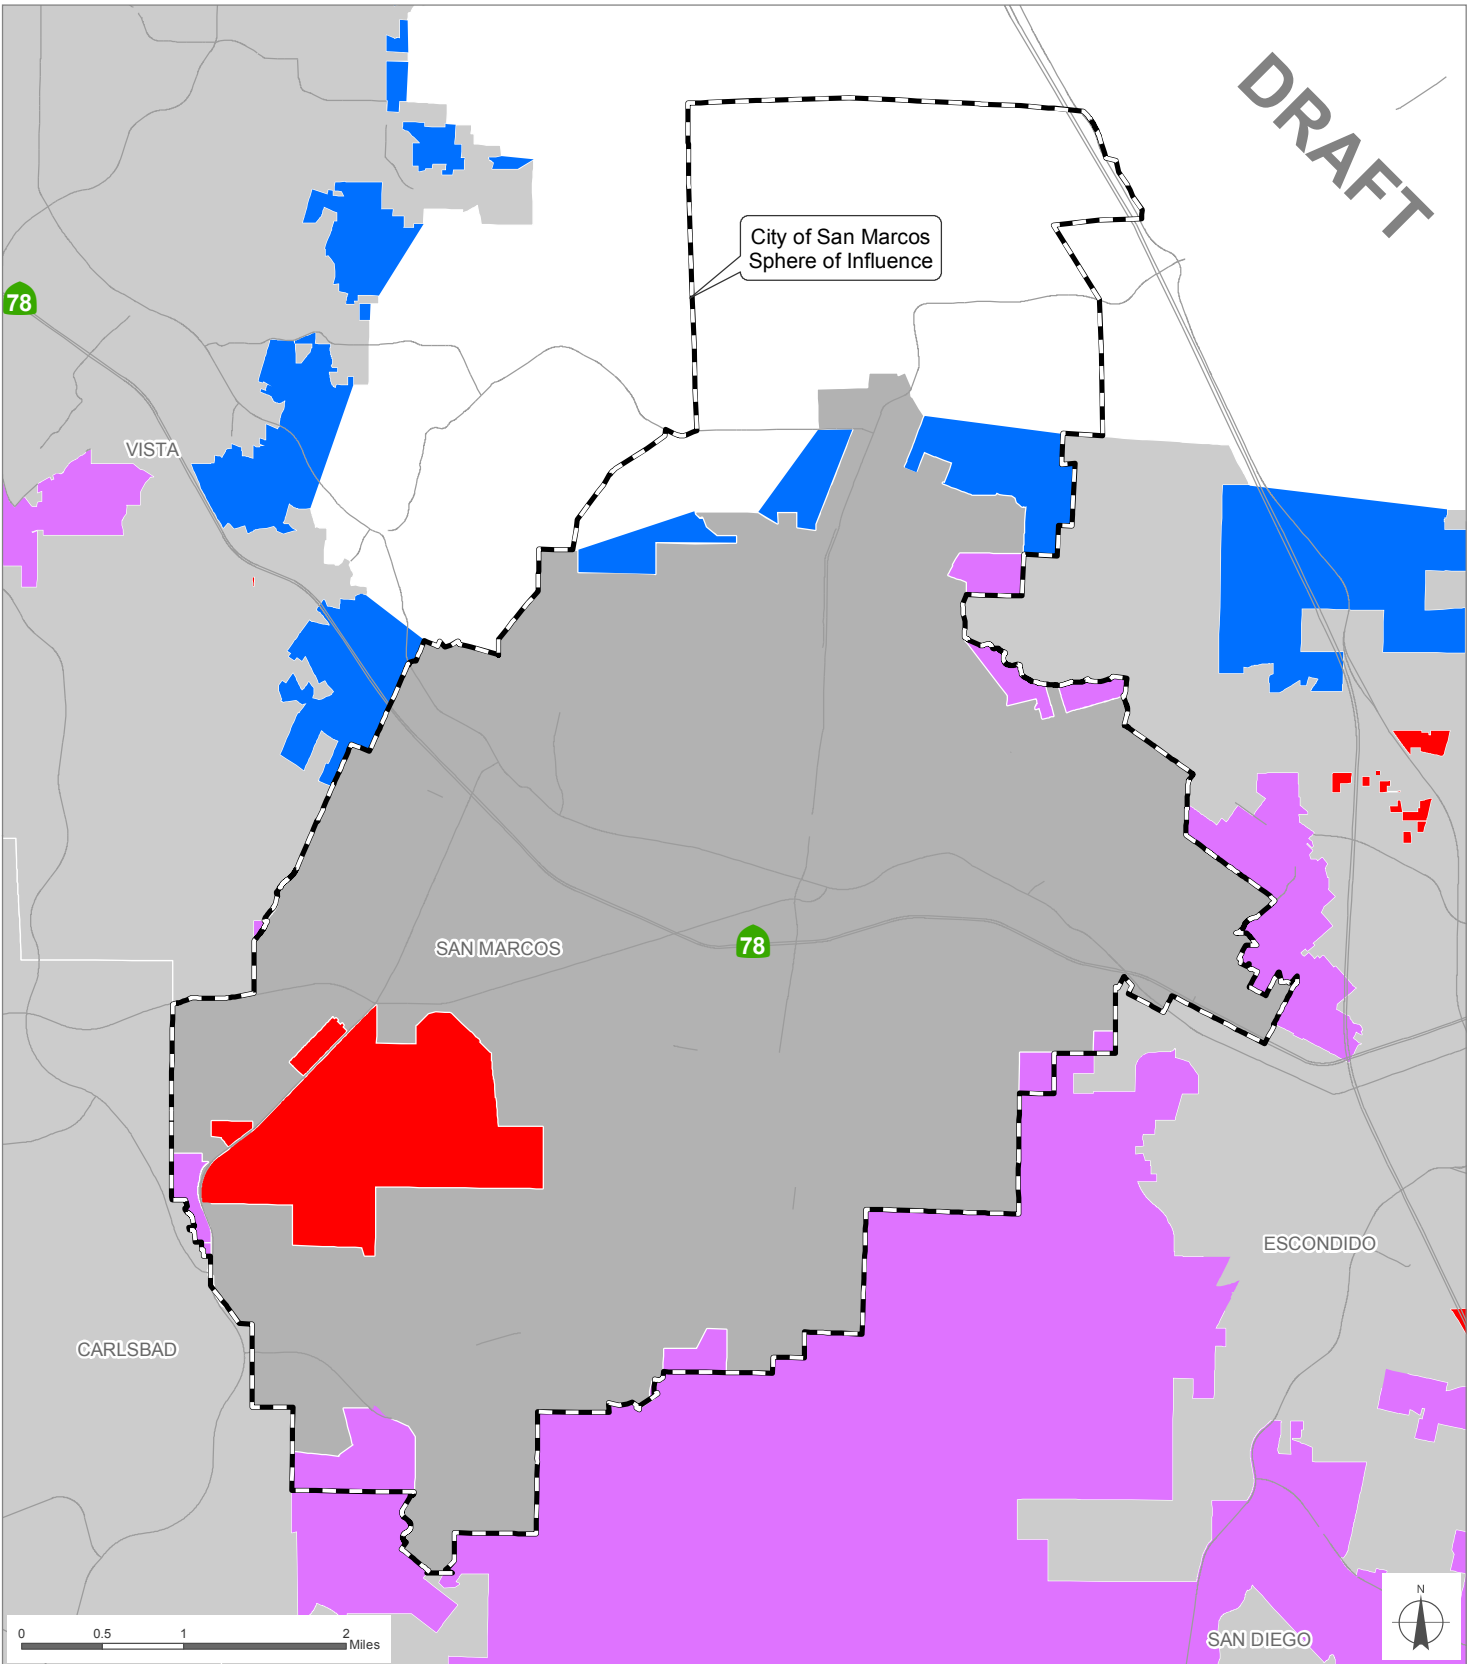 DRAFT
City of San Marcos
Sphere of Influence
78
VISTA
SAN MARCOS
78
ESCONDIDO
CARLSBAD
SAN DIEGO
N
0 0.5 1 2
Miles